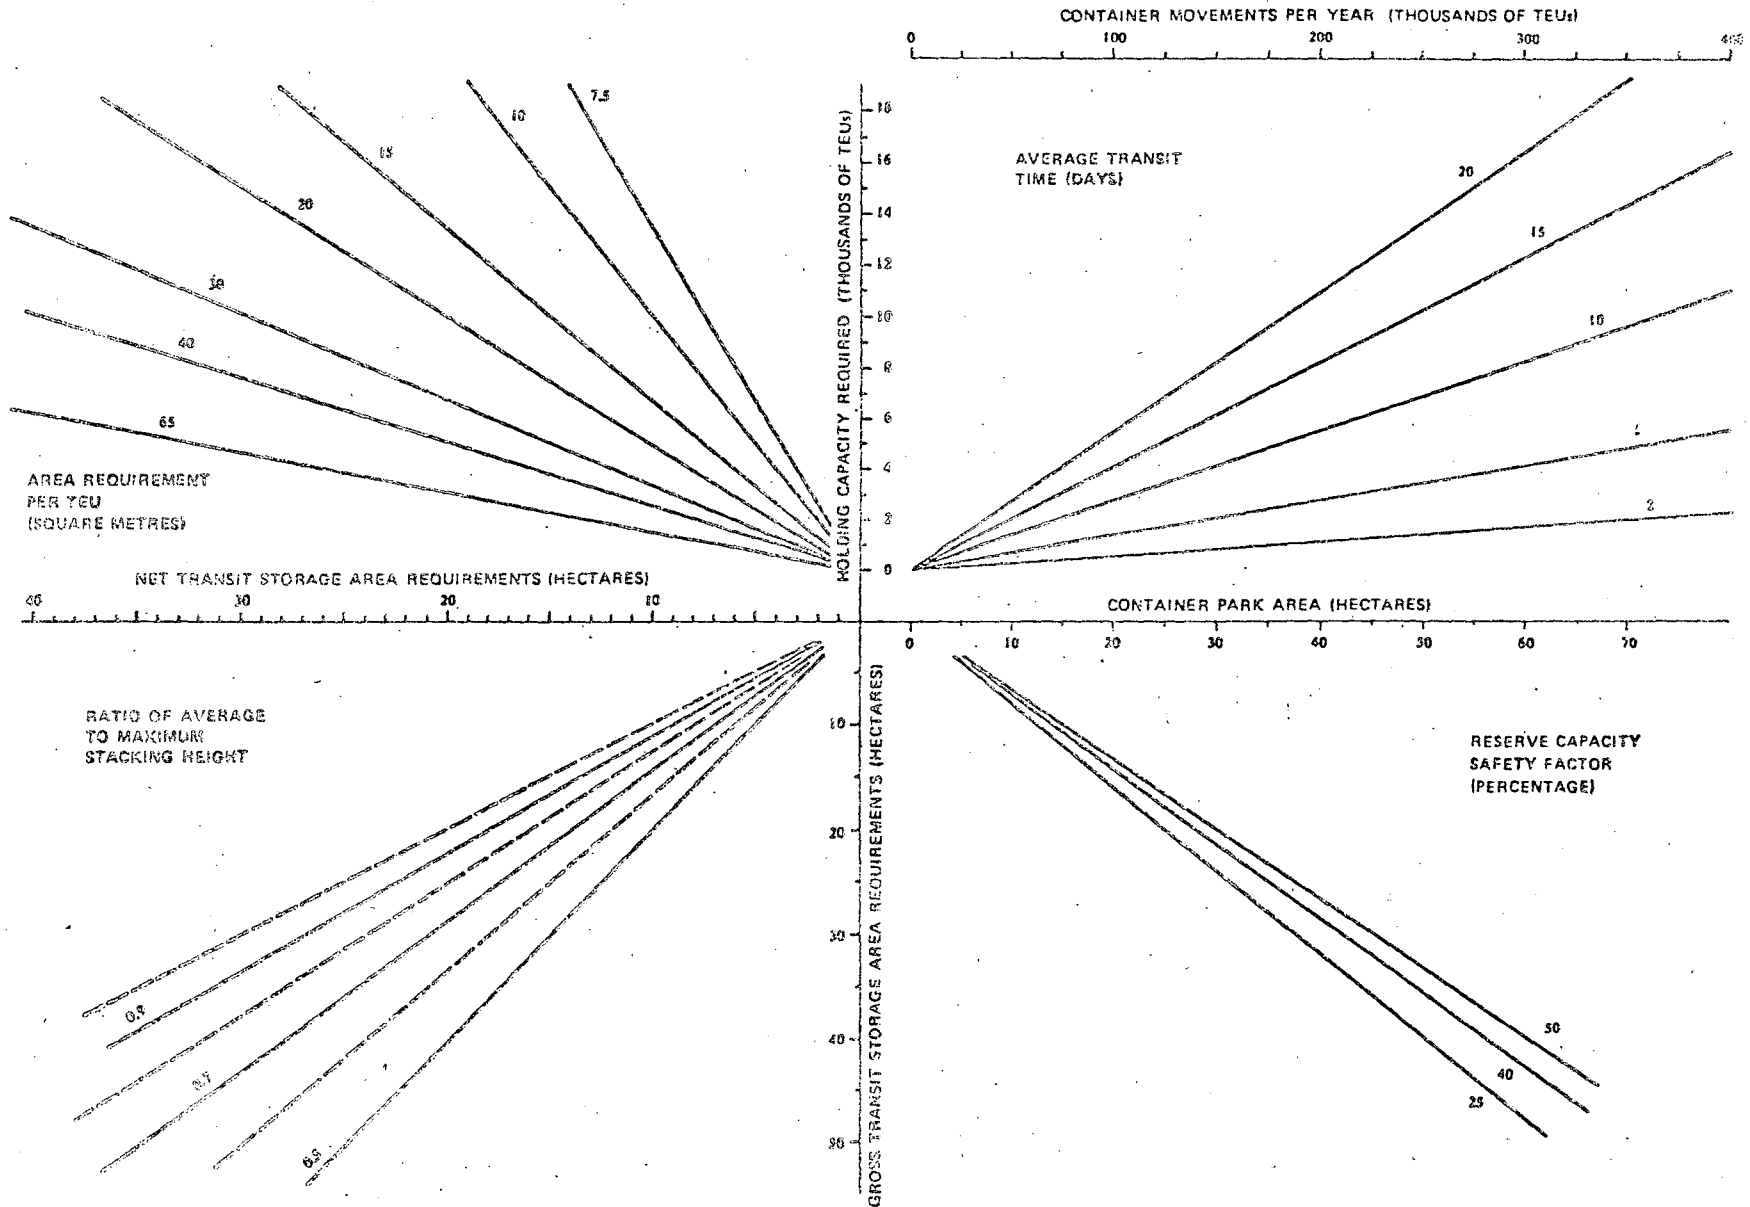 CONTAINER MOVEMENTS PER YEAR (THOUSANDS OF TEUs)
0 100 200 300 400
7.5
10
15
20
30
40
65
AREA REQUIREMENT
PER TEU
(SQUARE METRES)
HOLDING CAPACITY REQUIRED (THOUSANDS OF TEUs)
18
16
14
12
10
8
6
4
2
0
AVERAGE TRANSIT
TIME (DAYS)
20
15
10
2
NET TRANSIT STORAGE AREA REQUIREMENTS (HECTARES)
40 30 20 10
CONTAINER PARK AREA (HECTARES)
0 10 20 30 40 50 60 70
RATIO OF AVERAGE
TO MAXIMUM
STACKING HEIGHT
0.9
0.7
GROSS TRANSIT STORAGE AREA REQUIREMENTS (HECTARES)
10
20
30
40
RESERVE CAPACITY
SAFETY FACTOR
(PERCENTAGE)
50
40
25